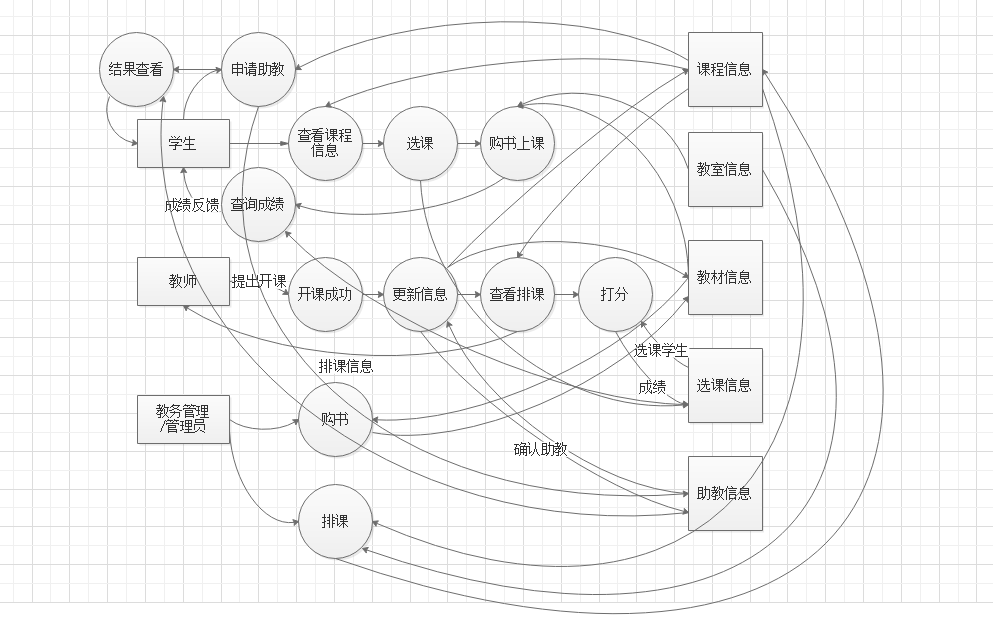 结果查看
申请助教
课程信息
学生
查看课程
信息
选课
购书上课
教室信息
成绩反馈
查询成绩
教师
提出开课
开课成功
更新信息
查看排课
打分
教材信息
选课学生
排课信息
成绩
选课信息
教务管理
/管理员
购书
确认助教
助教信息
排课